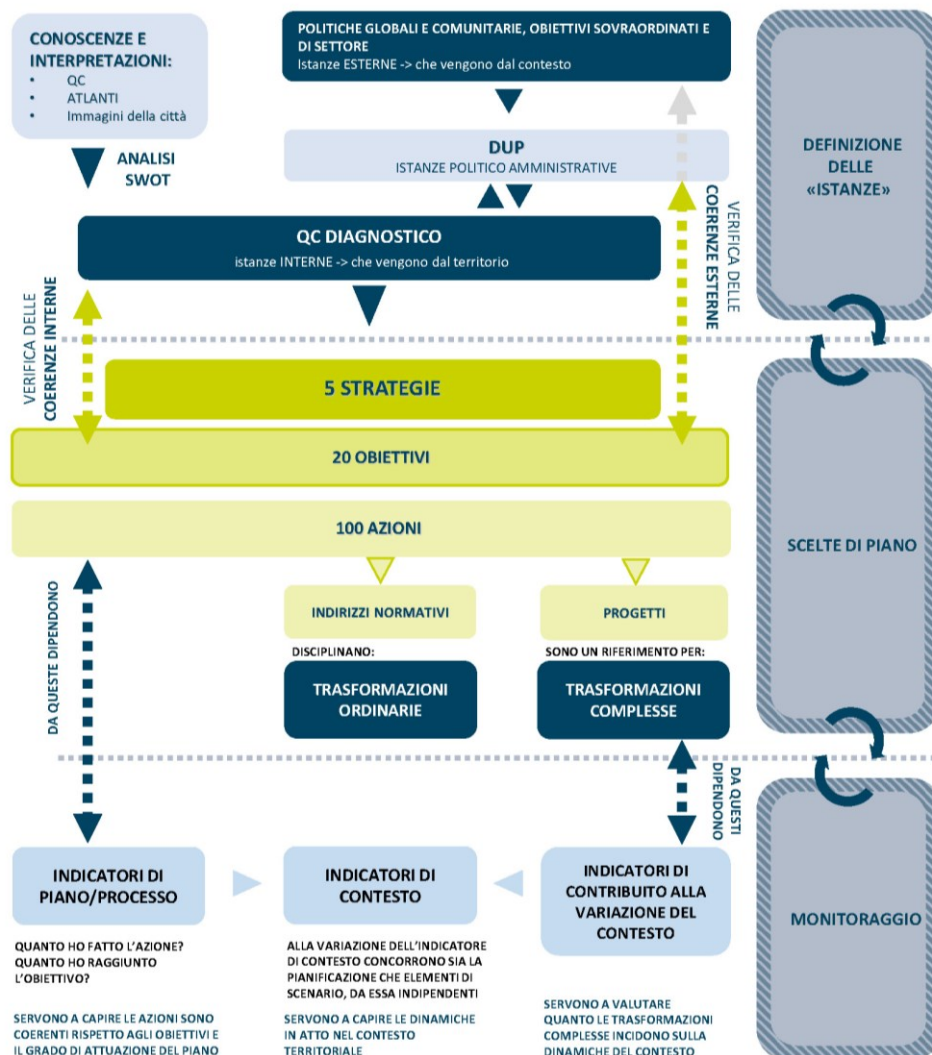 CONOSCENZE E
INTERPRETAZIONI:
• QC
• ATLANTI
• Immagini della città
POLITICHE GLOBALI E COMUNITARIE, OBIETTIVI SOVRAORDINATI E
DI SETTORE
Istanze ESTERNE -> che vengono dal contesto
ANALISI
SWOT
DUP
ISTANZE POLITICO AMMINISTRATIVE
QC DIAGNOSTICO
istanze INTERNE -> che vengono dal territorio
VERIFICA DELLE
COERENZE INTERNE
VERIFICA DELLE
COERENZE ESTERNE
DEFINIZIONE
DELLE
«ISTANZE»
5 STRATEGIE
20 OBIETTIVI
100 AZIONI
INDIRIZZI NORMATIVI
PROGETTI
DISCIPLINANO:
SONO UN RIFERIMENTO PER:
TRASFORMAZIONI
ORDINARIE
TRASFORMAZIONI
COMPLESSE
SCELTE DI PIANO
DA QUESTE DIPENDONO
DA QUESTI
DIPENDONO
INDICATORI DI
PIANO/PROCESSO
INDICATORI DI
CONTESTO
INDICATORI DI
CONTRIBUITO ALLA
VARIAZIONE DEL
CONTESTO
MONITORAGGIO
QUANTO HO FATTO L'AZIONE?
QUANTO HO RAGGIUNTO
L'OBIETTIVO?
ALLA VARIAZIONE DELL'INDICATORE
DI CONTESTO CONCORRONO SIA LA
PIANIFICAZIONE CHE ELEMENTI DI
SCENARIO, DA ESSA INDIPENDENTI
SERVONO A CAPIRE LE AZIONI SONO
COERENTI RISPETTO AGLI OBIETTIVI E
IL GRADO DI ATTUAZIONE DEL PIANO
SERVONO A CAPIRE LE DINAMICHE
IN ATTO NEL CONTESTO
TERRITORIALE
SERVONO A VALUTARE
QUANTO LE TRASFORMAZIONI
COMPLESSE INCIDONO SULLA
DINAMICHE DEL CONTESTO